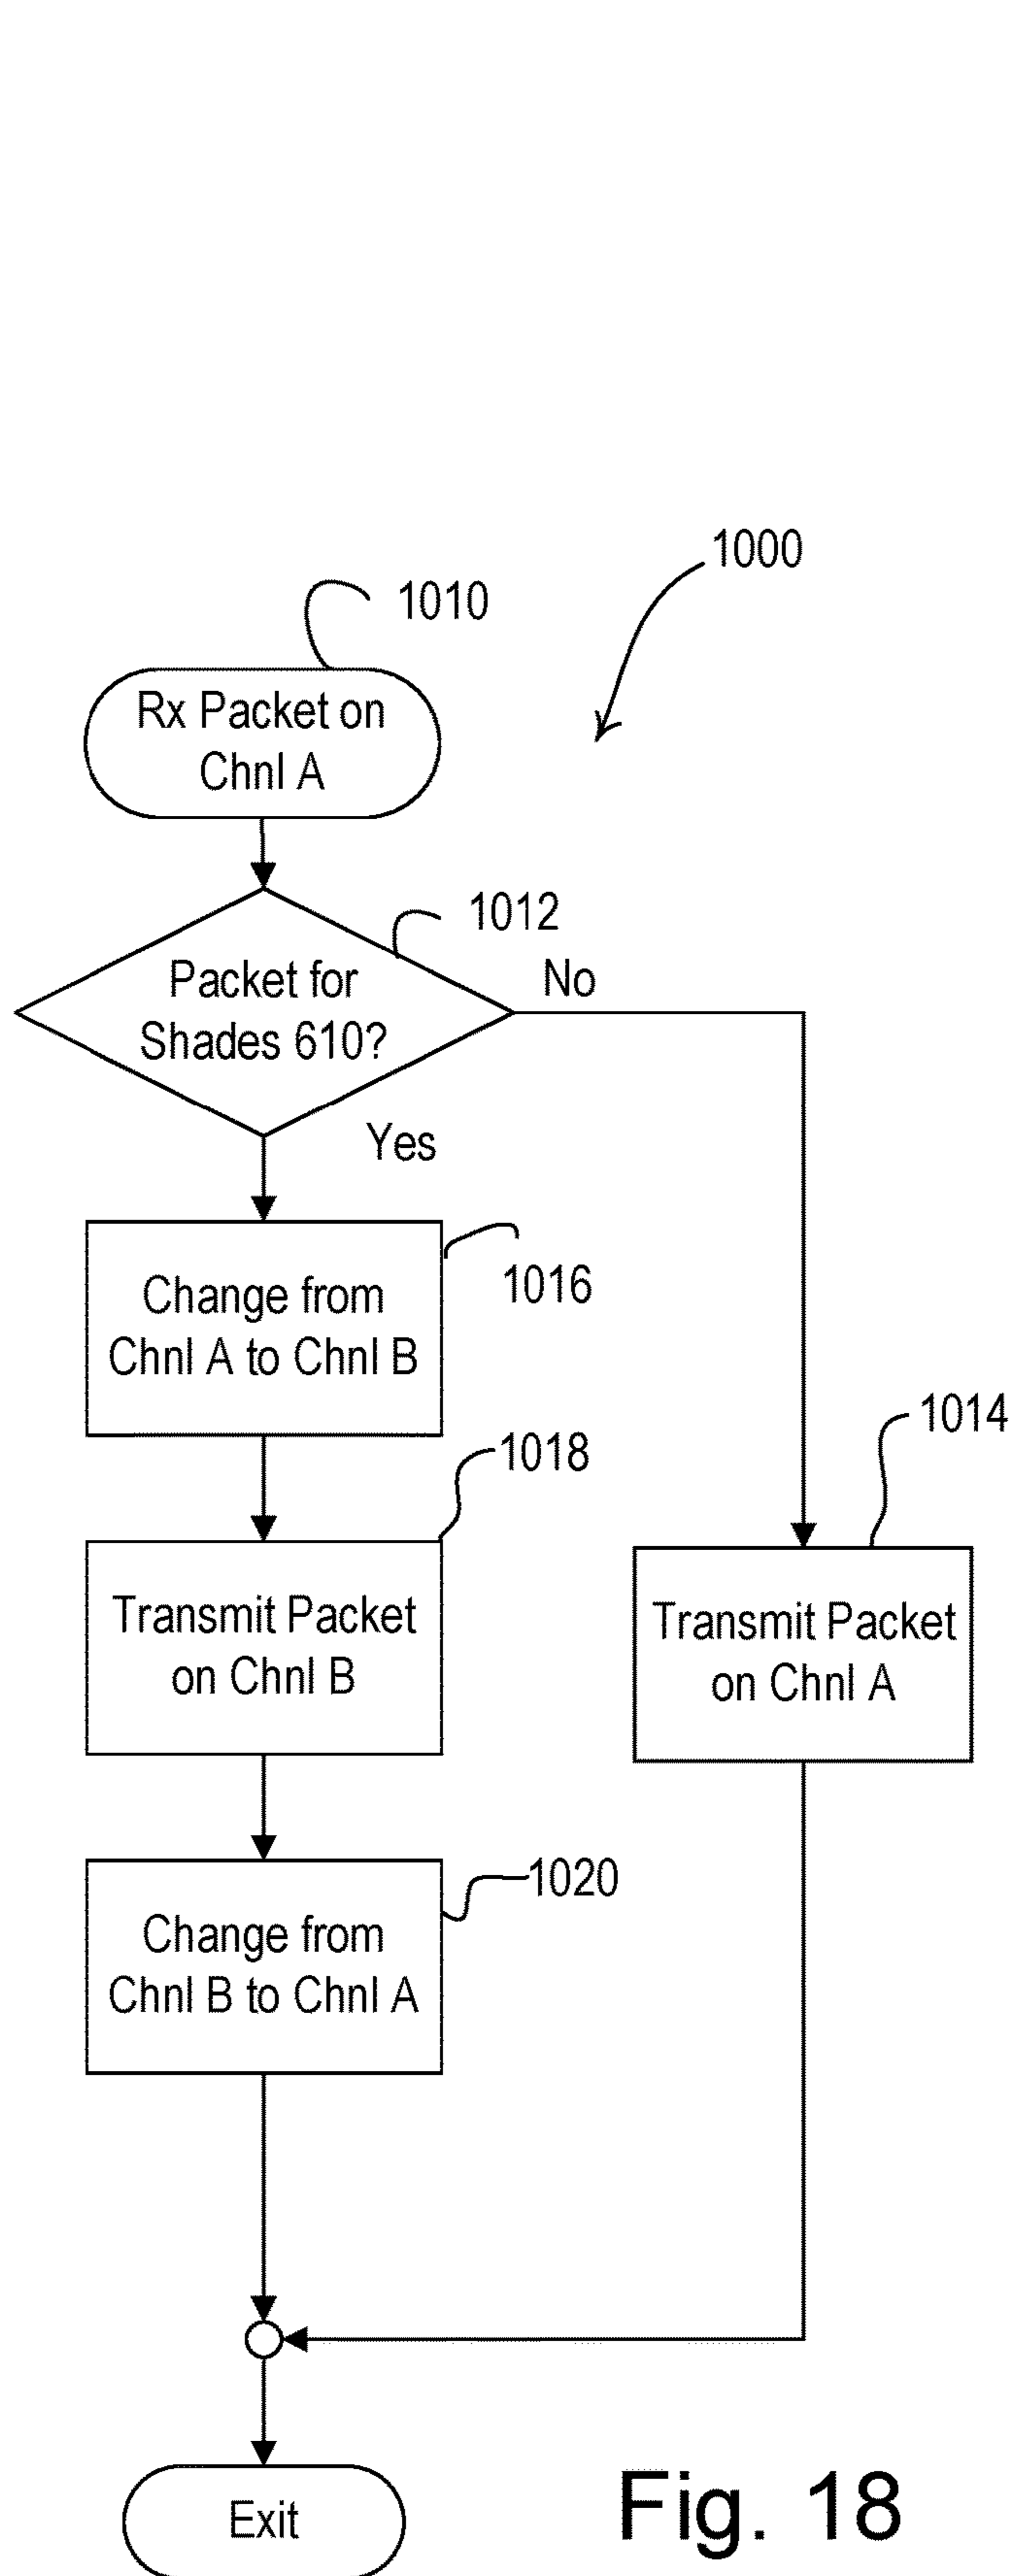 1000
1010
Rx Packet on
Chnl A
1012
Packet for
Shades 610?
No
Yes
1016
Change from
Chnl A to Chnl B
1014
1018
Transmit Packet
on Chnl B
Transmit Packet
on Chnl A
1020
Change from
Chnl B to Chnl A
Exit
Fig. 18